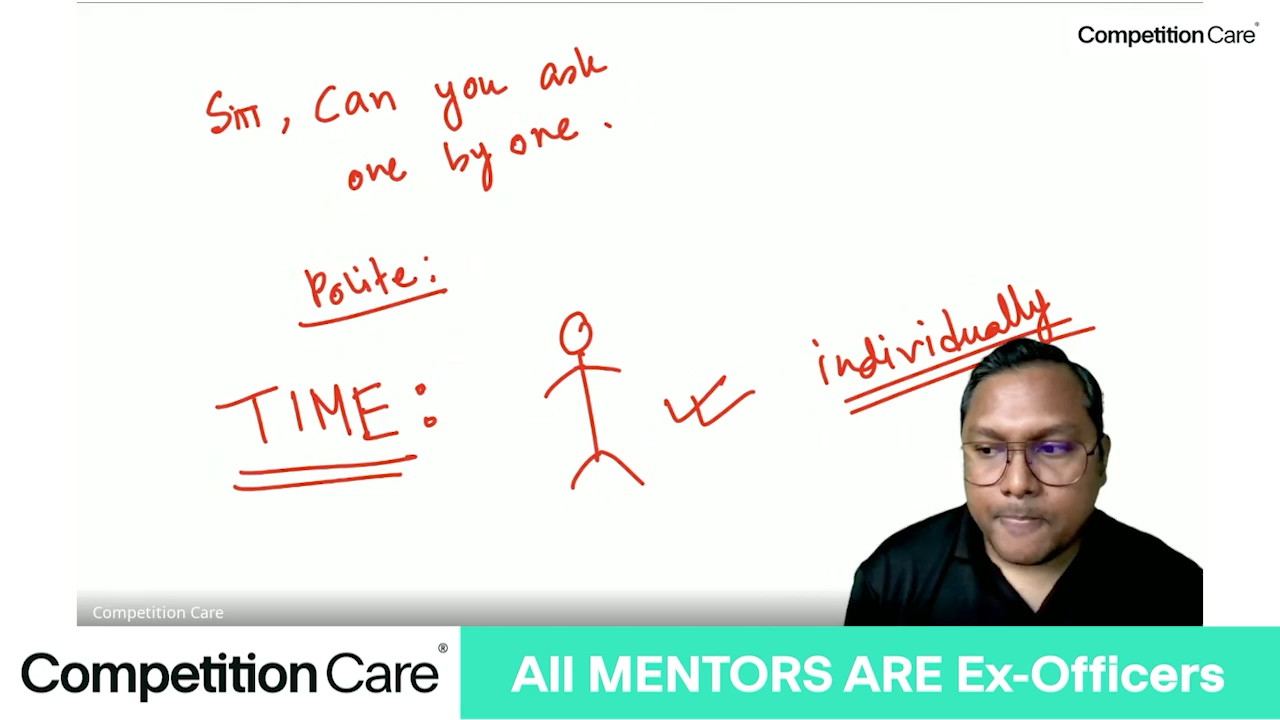 Competition Care®
Sir, Can you ask
one by one.
Polite:
individually
TIME:
Competition Care
Competition Care®
All MENTORS ARE Ex-Officers